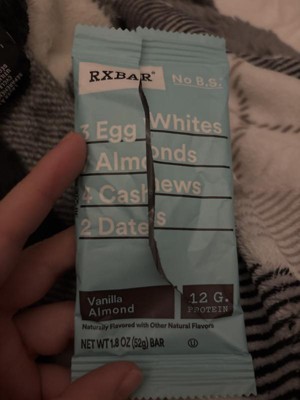 RXBAR®
No B.S.®
3 Egg Whites
Almonds
4 Cashews
2 Dates
Vanilla
Almond
12 G.
PROTEIN
Naturally Flavored with Other Natural Flavors
NET WT 1.8 OZ (52g) BAR
U